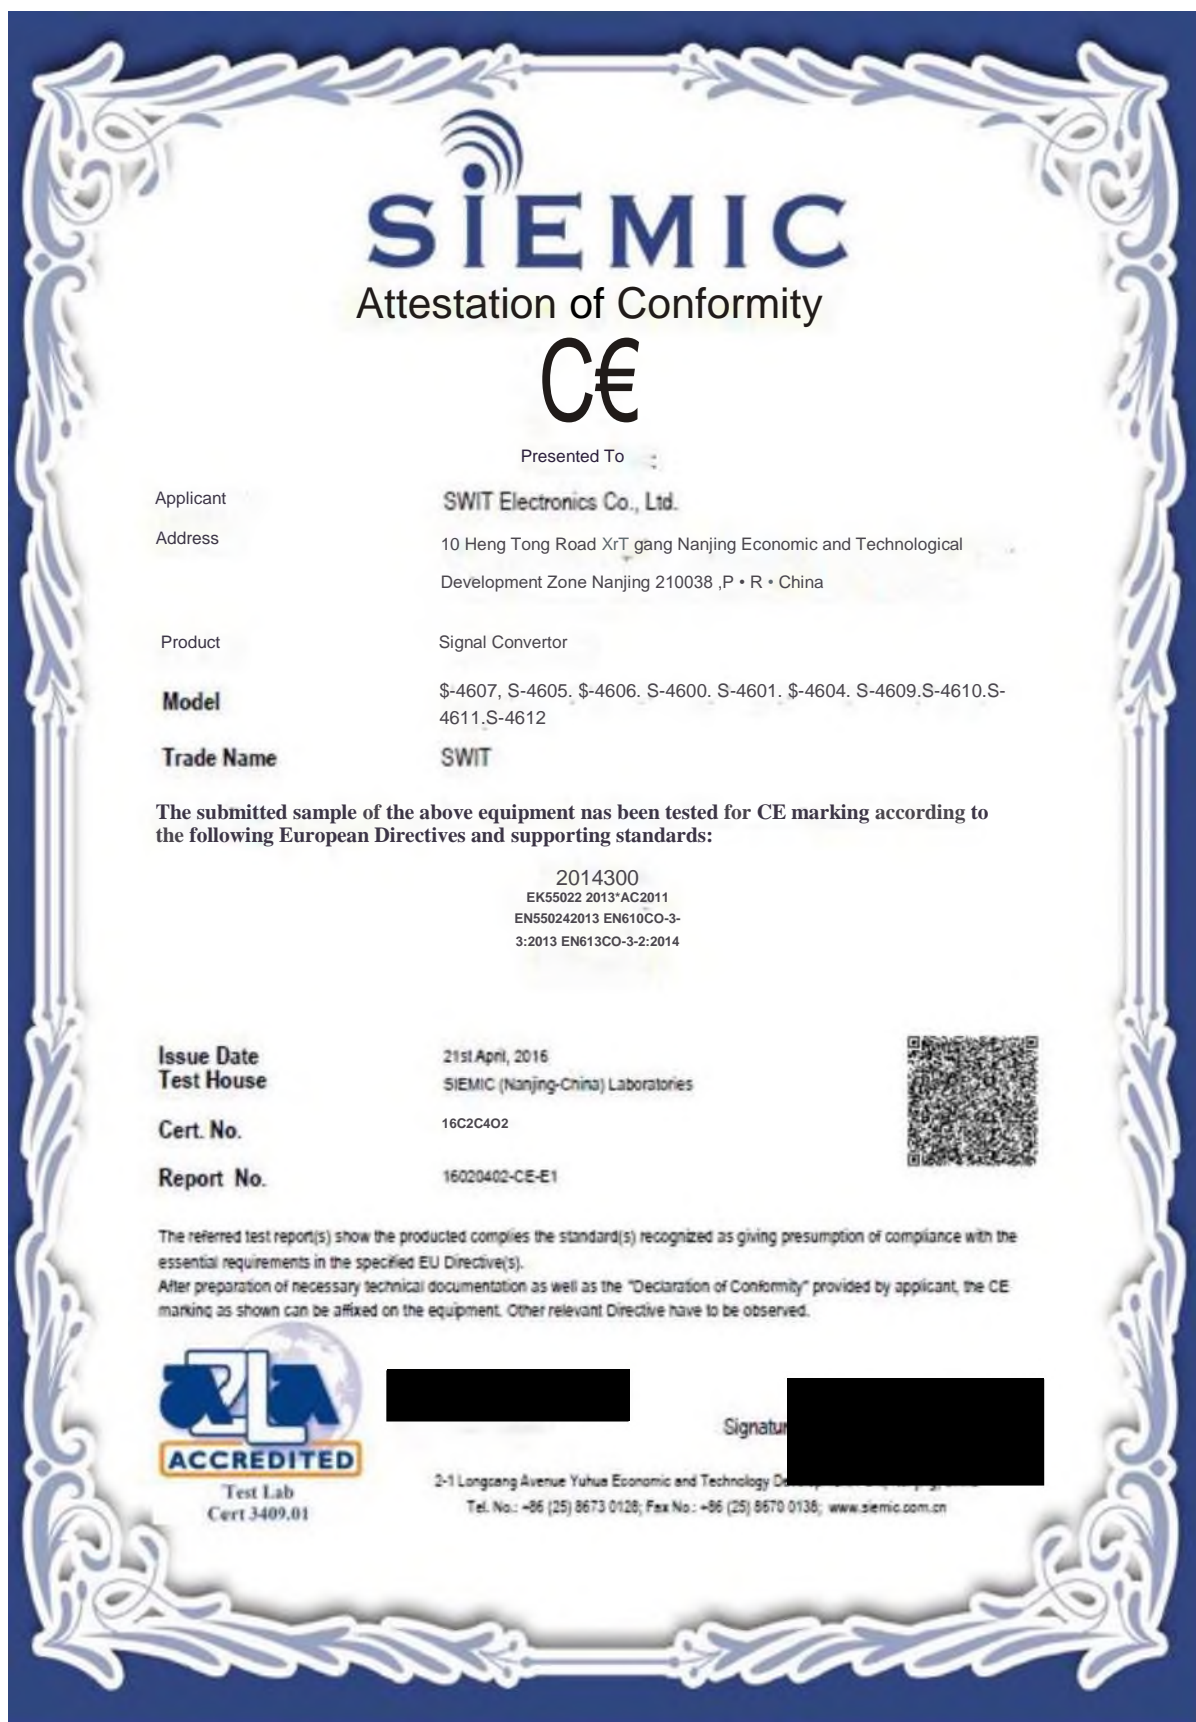 SIEMIC
Attestation of Conformity
C€
Presented To :
Applicant SWIT Electronics Co., Ltd.
Address 10 Heng Tong Road XrT gang Nanjing Economic and Technological
Development Zone Nanjing 210038 ,P • R • China
Product Signal Convertor
Model $-4607, S-4605. $-4606. S-4600. S-4601. $-4604. S-4609.S-4610.S-
4611.S-4612
Trade Name SWIT
The submitted sample of the above equipment nas been tested for CE marking according to
the following European Directives and supporting standards:
2014300
EK55022 2013*AC2011
EN550242013 EN610CO-3-
3:2013 EN613CO-3-2:2014
Issue Date 21st April, 2016
Test House SIEMIC (Nanjing-China) Laboratories
Cert. No. 16C2C4O2
Report No. 16020402-CE-E1
The referred test report(s) show the producted complies the standard(s) recognized as giving presumption of compliance with the
essential requirements in the specified EU Directive(s).
After preparation of necessary technical documentation as well as the "Declaration of Conformity" provided by applicant, the CE
marking as shown can be affixed on the equipment. Other relevant Directive have to be observed.
a2la
ACCREDITED
Test Lab
Cert 3409.01
Signatur
2-1 Longcang Avenue Yuhua Economic and Technology
Tel. No.: +86 (25) 8673 0128; Fax No.: +86 (25) 8670 0138; www.siemic.com.cn